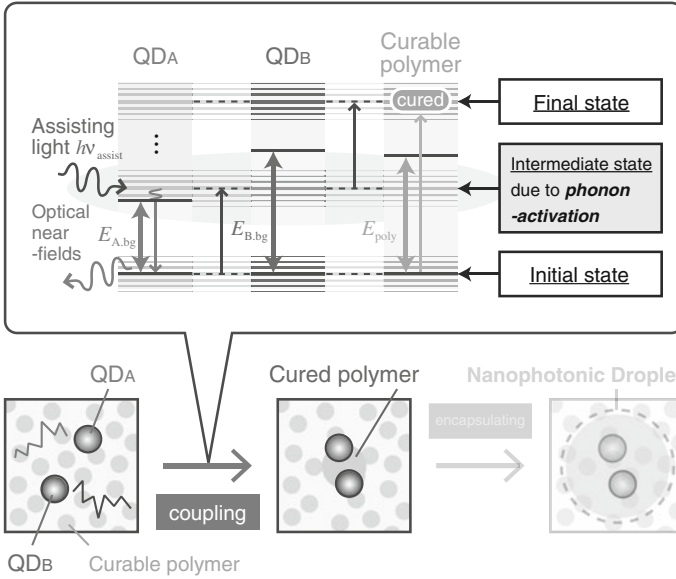 QDA
QDB
Curable
polymer
cured
Final state
Assisting
light hνassist
Intermediate state
due to phonon
-activation
Optical
near
-fields
EA.bg
EB.bg
Epoly
Initial state
QDA
Cured polymer
Nanophotonic Drople
encapsulating
coupling
QDB
Curable polymer